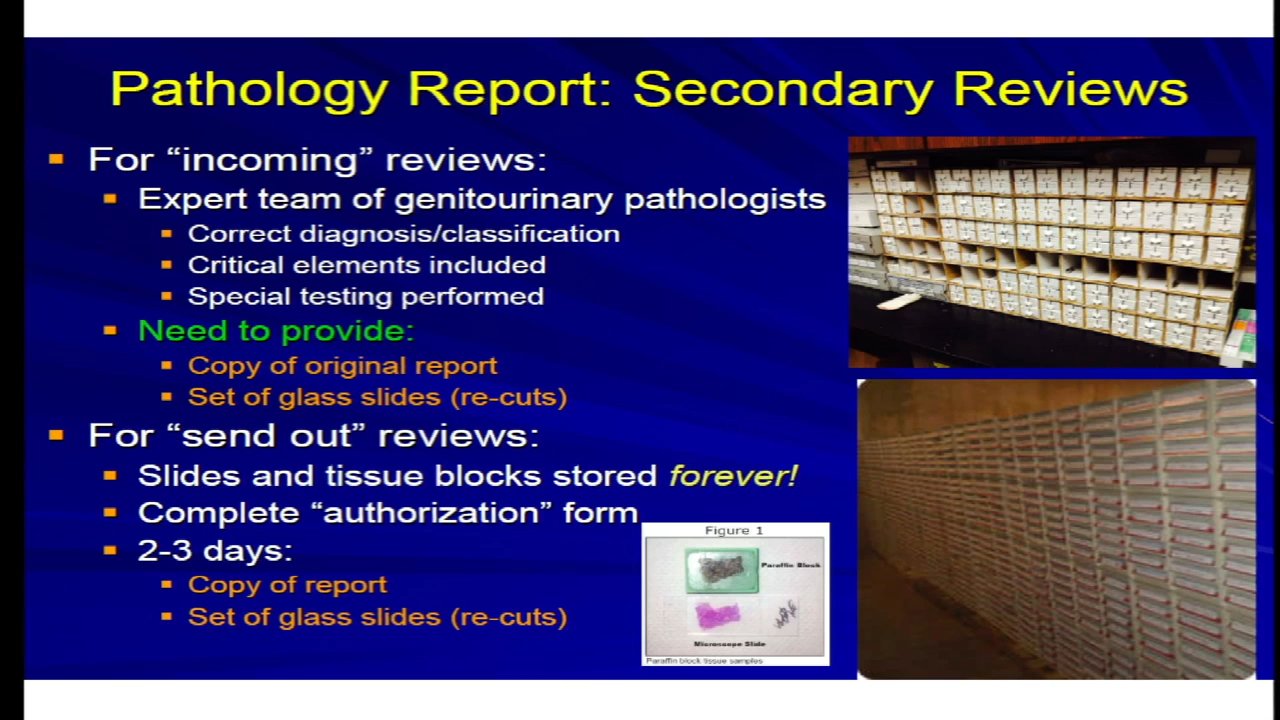 Pathology Report: Secondary Reviews
For “incoming” reviews:
Expert team of genitourinary pathologists
Correct diagnosis/classification
Critical elements included
Special testing performed
Need to provide:
Copy of original report
Set of glass slides (re-cuts)
For “send out” reviews:
Slides and tissue blocks stored forever!
Complete “authorization” form
2-3 days:
Copy of report
Set of glass slides (re-cuts)
Figure 1
Paraffin Block
Microscope Slide
Paraffin block tissue samples